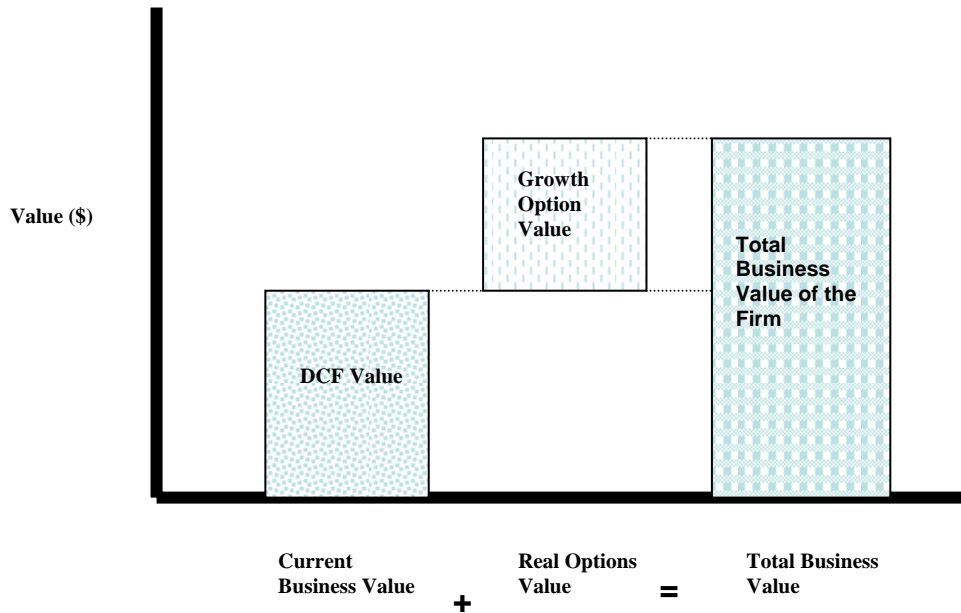 Value ($)
Growth
Option
Value
Total
Business
Value of the
Firm
DCF Value
Current
Business Value
+
Real Options
Value
=
Total Business
Value